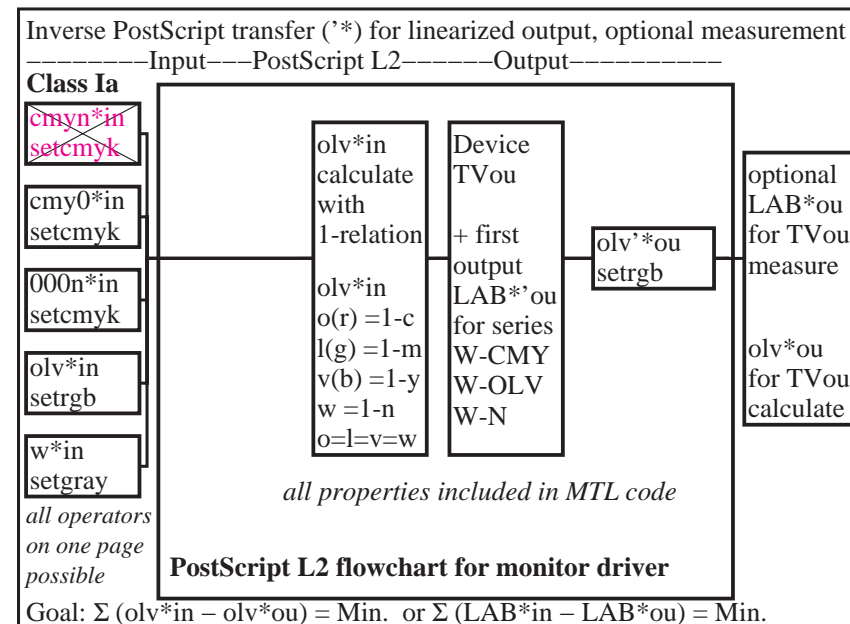 Inverse PostScript transfer (’*) for linearized output, optional measurement
––––––––Input–––PostScript L2––––––Output––––––––––
Class Ia
cmyn*in
setcmyk
cmy0*in
setcmyk
000n*in
setcmyk
olv*in
setrgb
w*in
setgray
all operators
on one page
possible
olv*in
calculate
with
1-relation
olv*in
o(r) =1-c
l(g) =1-m
v(b) =1-y
w =1-n
o=l=v=w
Device
TVou
+ first
output
LAB*’ou
for series
W-CMY
W-OLV
W-N
olv’*ou
setrgb
optional
LAB*ou
for TVou
measure
olv*ou
for TVou
calculate
all properties included in MTL code
PostScript L2 flowchart for monitor driver
Goal: Σ (olv*in – olv*ou) = Min. or Σ (LAB*in – LAB*ou) = Min.